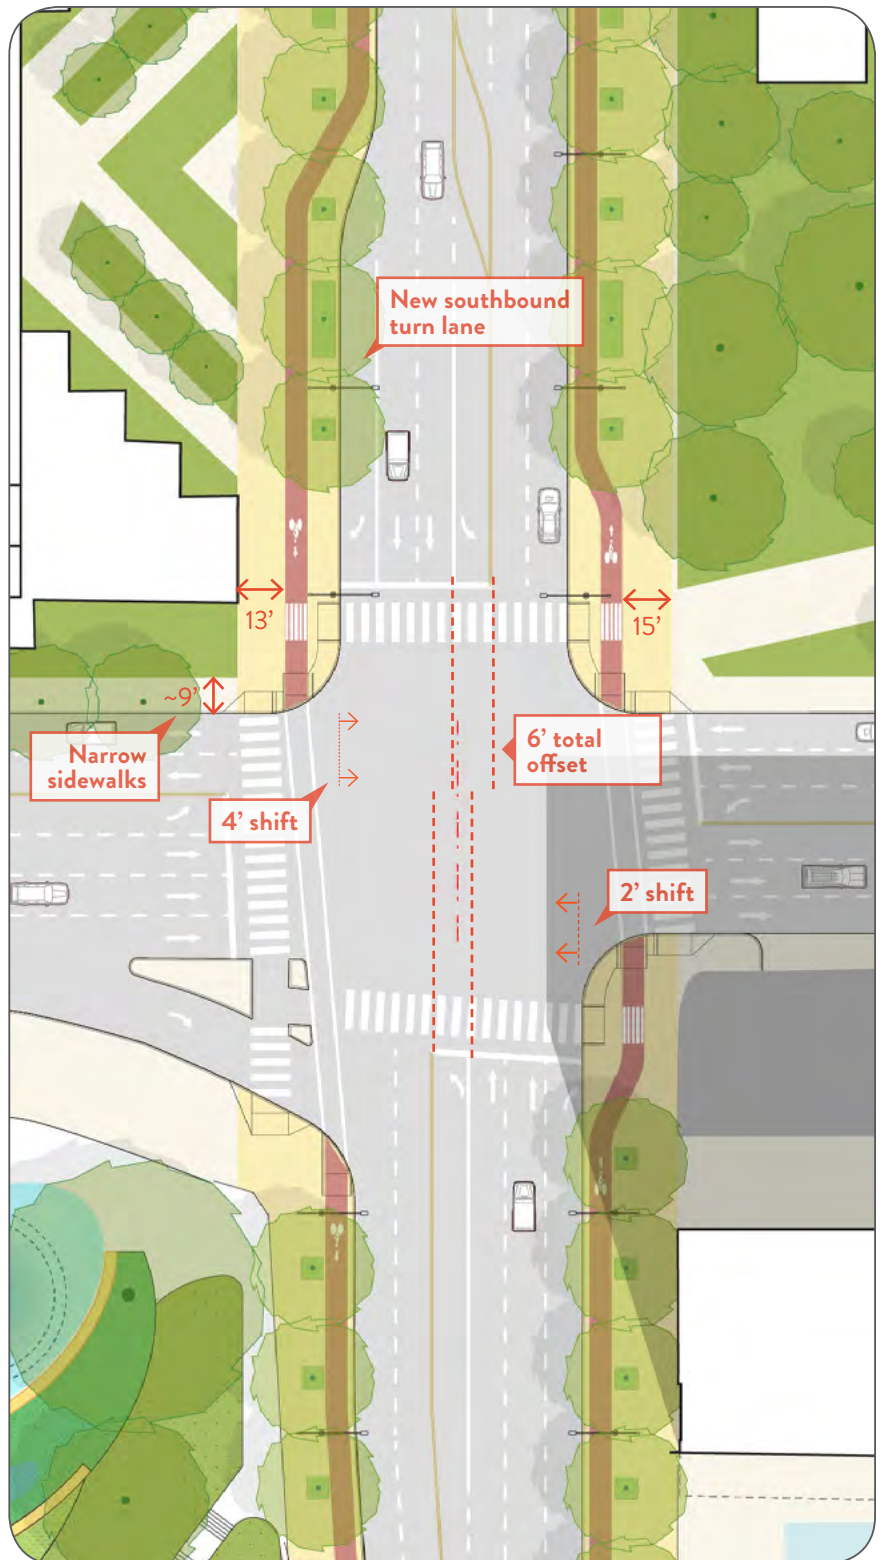 New southbound
turn lane
13’
15’
~9’
Narrow
sidewalks
6’ total
offset
4’ shift
2’ shift